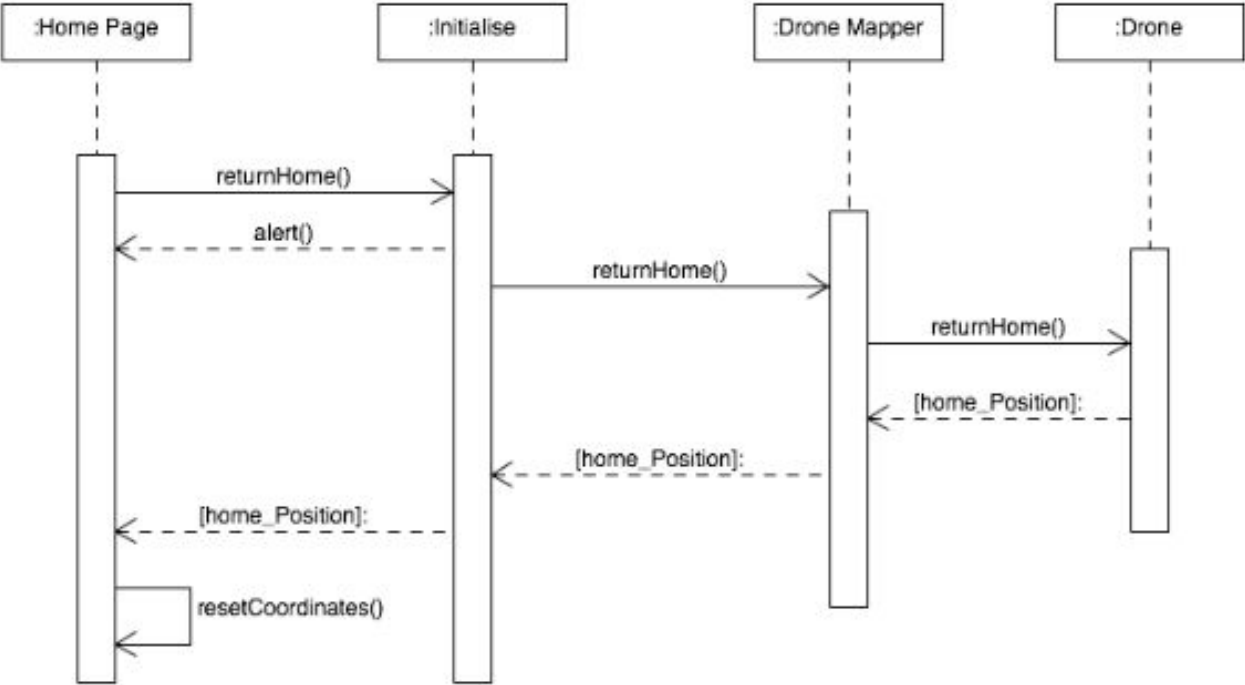 :Home Page
:Initialise
:Drone Mapper
:Drone
returnHome()
alert()
returnHome()
returnHome()
[home_Position]:
[home_Position]:
[home_Position]:
resetCoordinates()